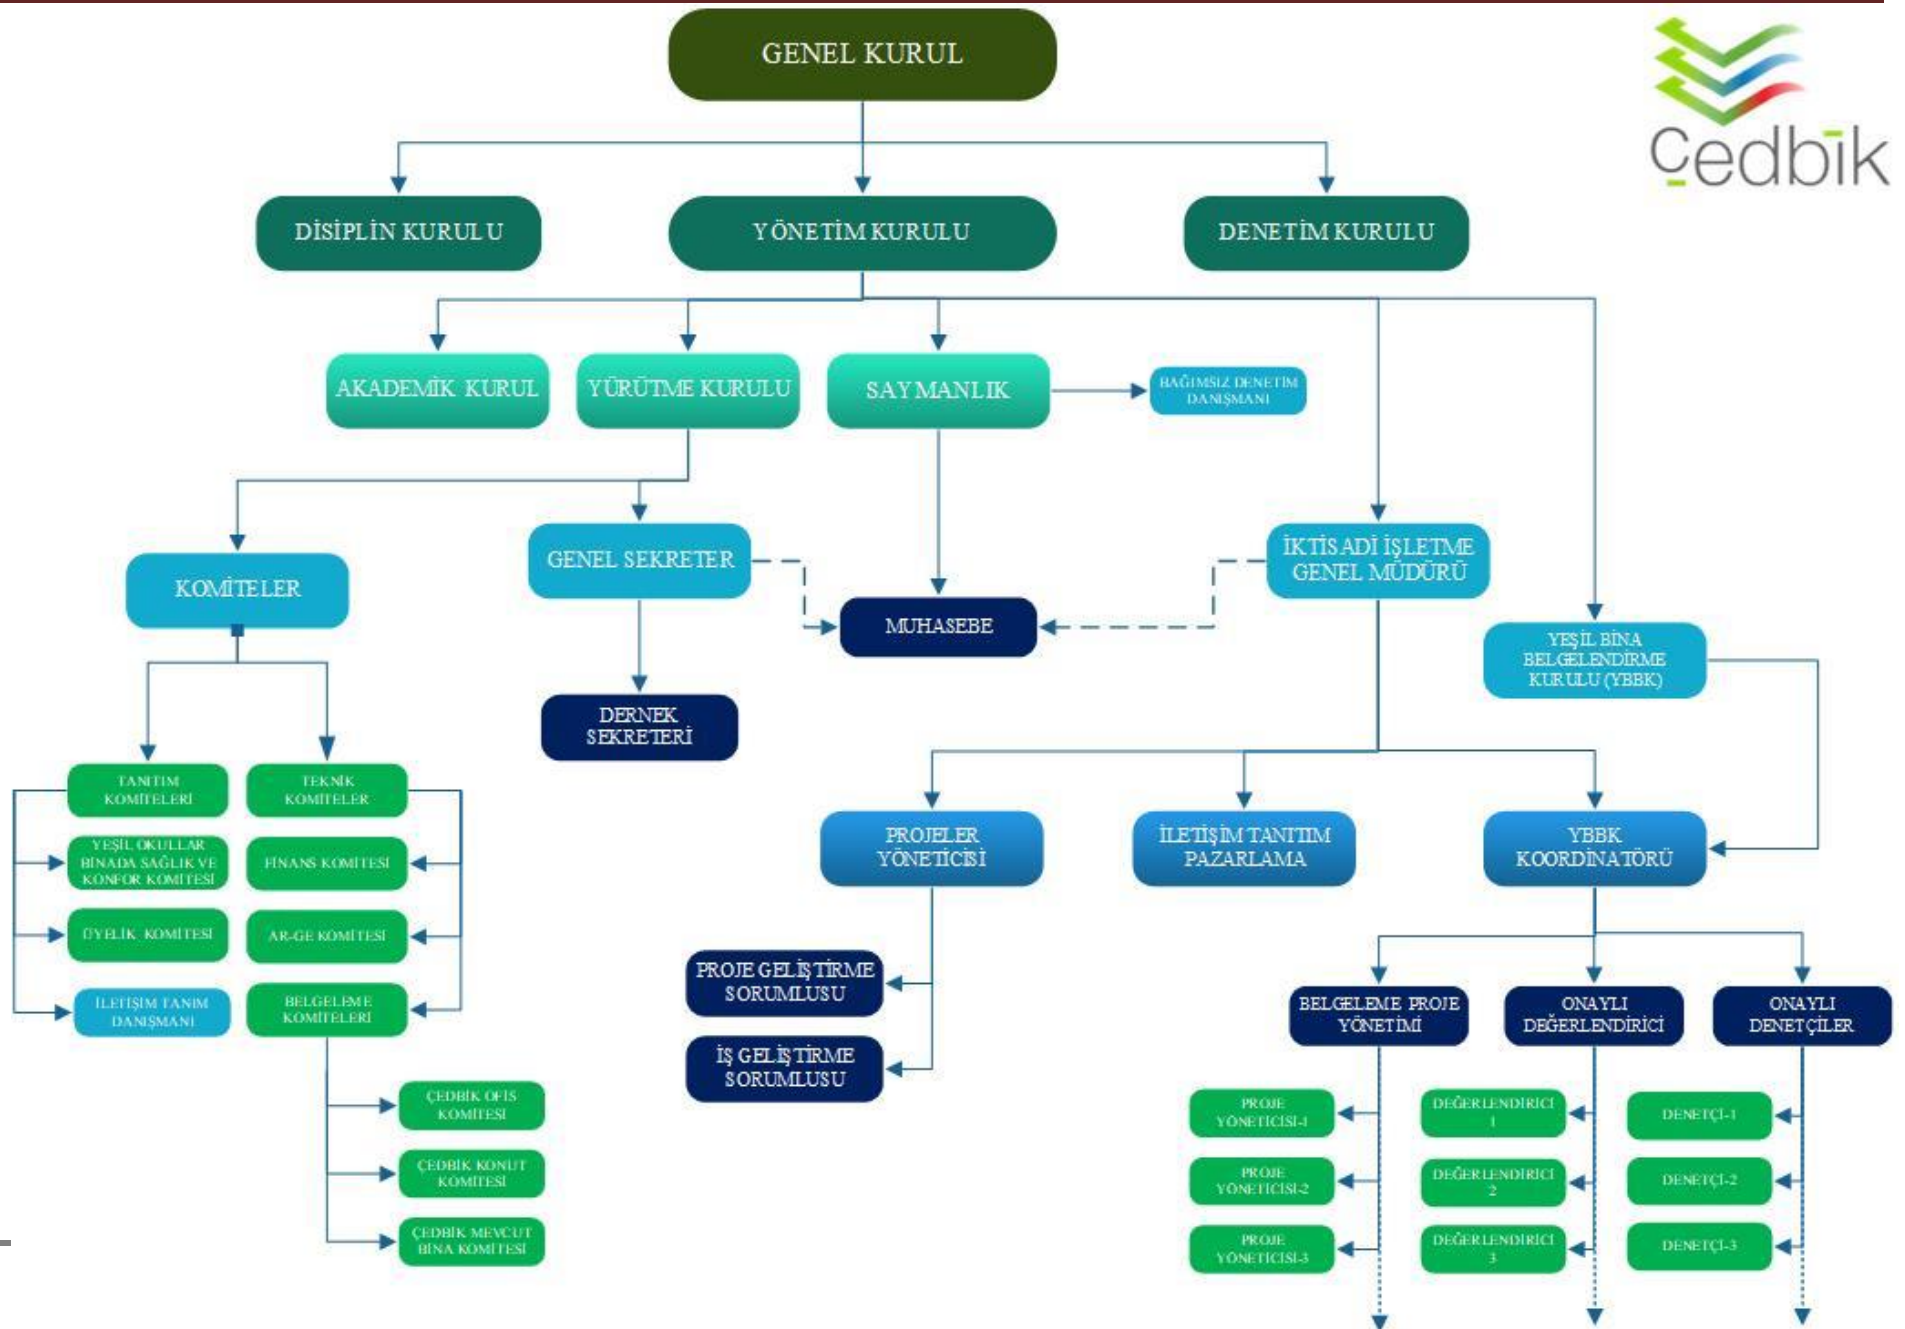 GENEL KURUL
çedbik
DİSİPLİN KURULU
YÖNETİM KURULU
DENETİM KURULU
AKADEMİK KURUL
YÜRÜTME KURULU
SAYMANLIK
BAĞIMSIZ DENETİM
DANIŞMANI
KOMİTELER
GENEL SEKRETER
MUHASEBE
İKTİSADİ İŞLETME
GENEL MÜDÜRÜ
YEŞİL BİNA
BELGELENDİRME
KURULU (YBBK)
DERNEK
SEKRETERİ
TANITIM
KOMİTELERİ
TEKNİK
KOMİTELER
YEŞİL OKULLAR
BİNADA SAĞLIK VE
KONFOR KOMİTESİ
FİNANS KOMİTESİ
ÜYELİK KOMİTESİ
AR-GE KOMİTESİ
İLETİŞİM TANIM
DANIŞMANI
BELGELEME
KOMİTELERİ
ÇEDBİK OFİS
KOMİTESİ
ÇEDBİK KONUT
KOMİTESİ
ÇEDBİK MEVCUT
BİNA KOMİTESİ
PROJELER
YÖNETİCİSİ
İLETİŞİM TANITIM
PAZARLAMA
YBBK
KOORDİNATÖRÜ
PROJE GELİŞTİRME
SORUMLUSU
İŞ GELİŞTİRME
SORUMLUSU
BELGELEME PROJE
YÖNETİMİ
ONAYLI
DEĞERLENDİRİCİ
ONAYLI
DENETÇİLER
PROJE
YÖNETİCİSİ-1
DEĞERLENDİRİCİ
1
DENETÇİ-1
PROJE
YÖNETİCİSİ-2
DEĞERLENDİRİCİ
2
DENETÇİ-2
PROJE
YÖNETİCİSİ-3
DEĞERLENDİRİCİ
3
DENETÇİ-3